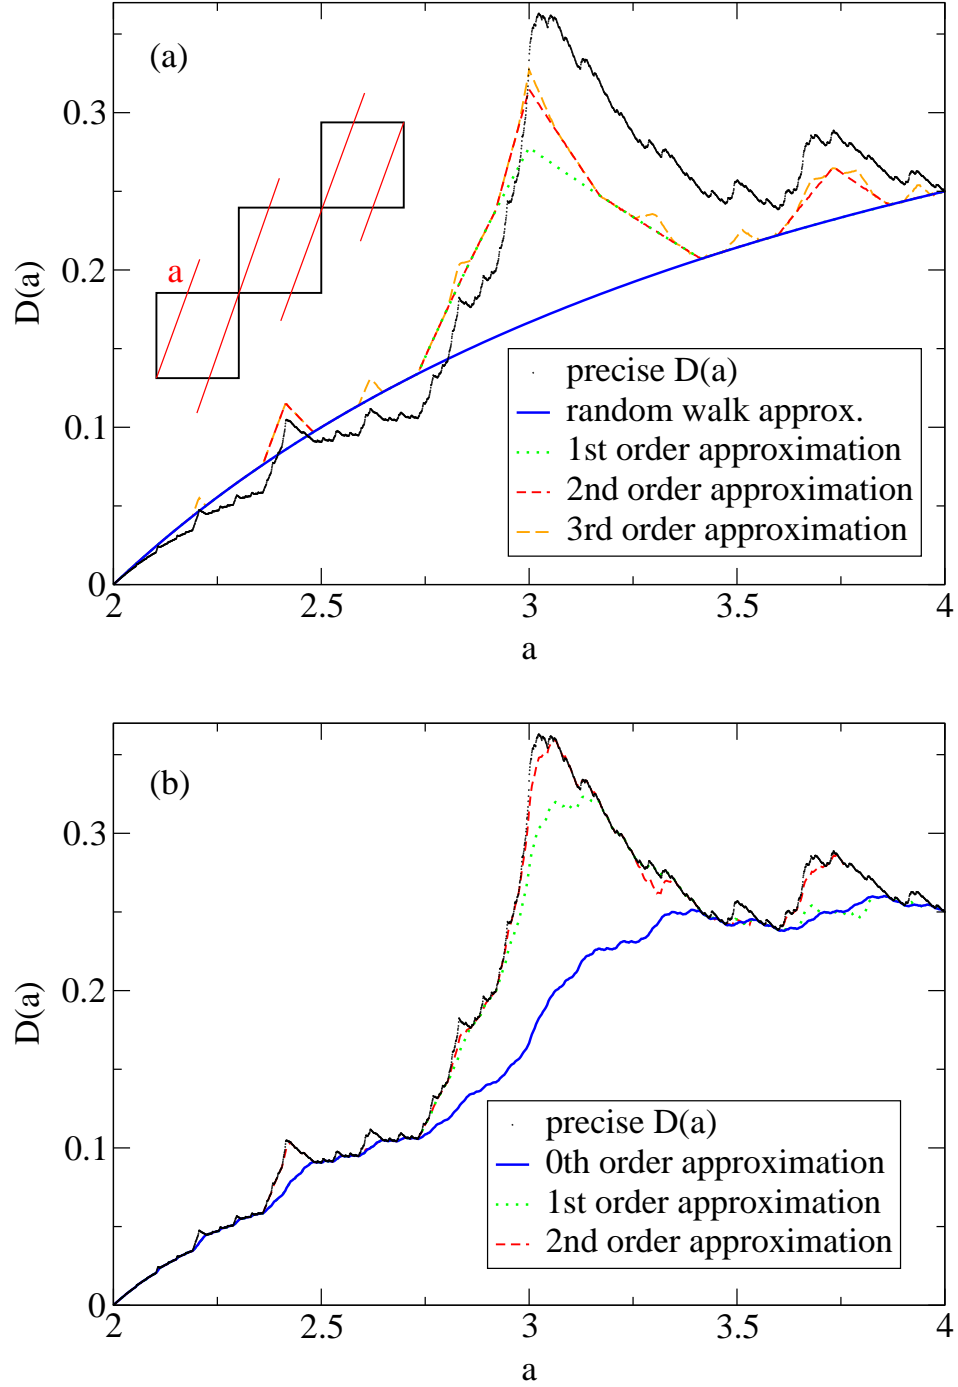 (a)
a
0.3
0.2
0.1
0
D(a)
precise D(a)
random walk approx.
1st order approximation
2nd order approximation
3rd order approximation
2 2.5 3 3.5 4
a
(b)
0.3
0.2
0.1
0
D(a)
precise D(a)
0th order approximation
1st order approximation
2nd order approximation
2 2.5 3 3.5 4
a